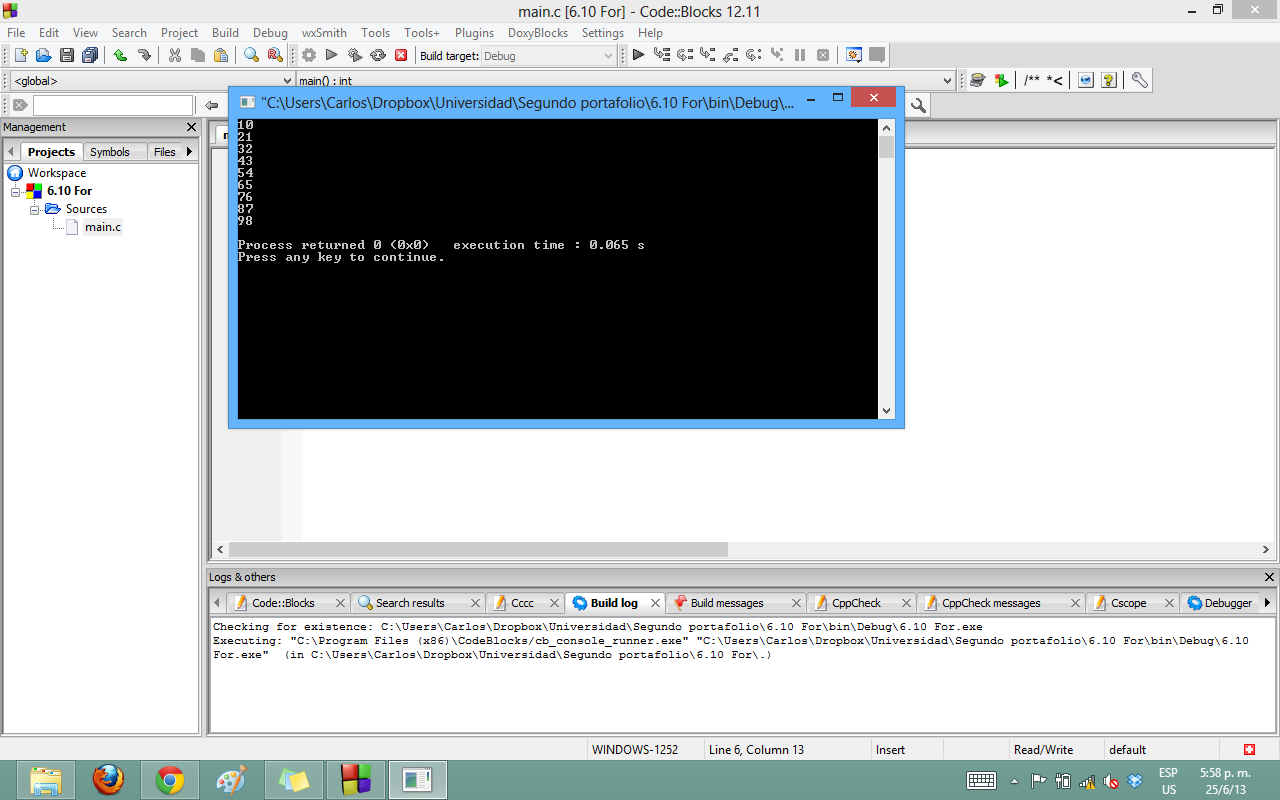 main.c [6.10 For] - Code::Blocks 12.11
File Edit View Search Project Build Debug wxSmith Tools Tools+ Plugins DoxyBlocks Settings Help
Build target: Debug
<global> main() : int
/** *<
"C:\Users\Carlos\Dropbox\Universidad\Segundo portafolio\6.10 For\bin\Debug\...
10
21
32
43
54
65
76
87
98
Process returned 0 (0x0)   execution time : 0.065 s
Press any key to continue.
Management
Projects Symbols Files
Workspace
6.10 For
Sources
main.c
Logs & others
Code::Blocks Search results Cccc Build log Build messages CppCheck CppCheck messages Cscope Debugger
Checking for existence: C:\Users\Carlos\Dropbox\Universidad\Segundo portafolio\6.10 For\bin\Debug\6.10 For.exe
Executing: "C:\Program Files (x86)\CodeBlocks/cb_console_runner.exe" "C:\Users\Carlos\Dropbox\Universidad\Segundo portafolio\6.10 For\bin\Debug\6.10
For.exe"  (in C:\Users\Carlos\Dropbox\Universidad\Segundo portafolio\6.10 For\.)
WINDOWS-1252 Line 6, Column 13 Insert Read/Write default
ESP 5:58 p. m.
US 25/6/13